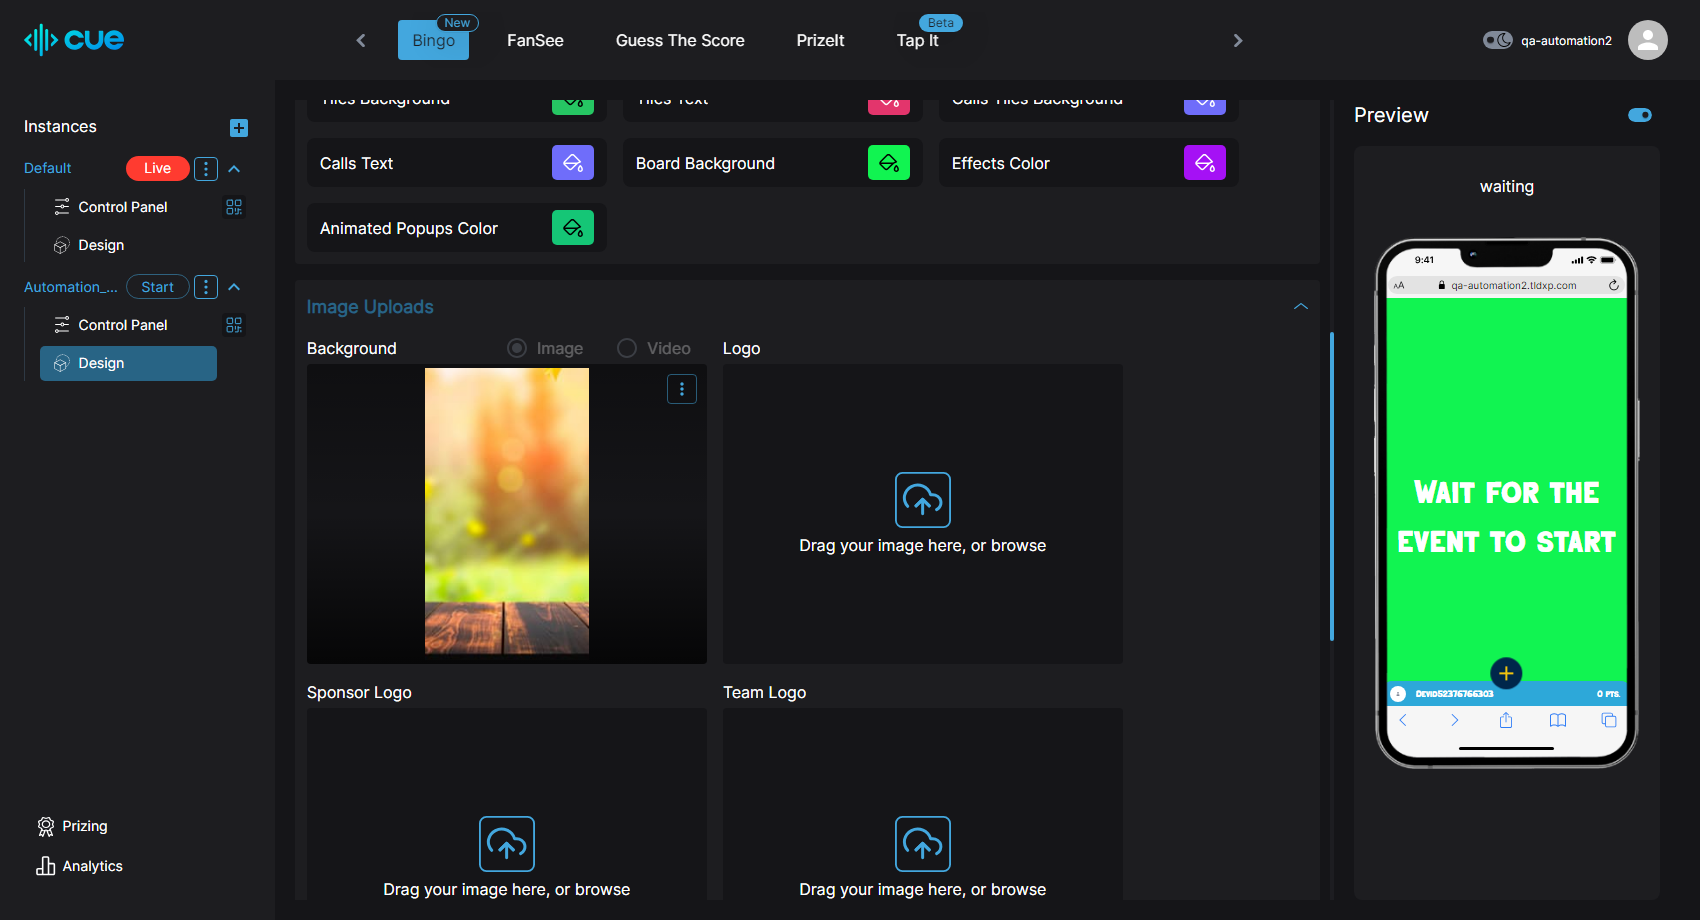 cue
New
Bingo
FanSee
Guess The Score
PrizeIt
Beta
Tap It
qa-automation2
Instances
Default
Live
Control Panel
Design
Automation_...
Start
Control Panel
Design
Prizing
Analytics
Tiles Background
Tiles Text
Calls Tiles Background
Calls Text
Board Background
Effects Color
Animated Popups Color
Image Uploads
Background
Image
Video
Logo
Drag your image here, or browse
Sponsor Logo
Team Logo
Drag your image here, or browse
Drag your image here, or browse
Preview
waiting
9:41
AA
qa-automation2.tldxp.com
Wait for the
event to start
Devid52376766303
0 pts.